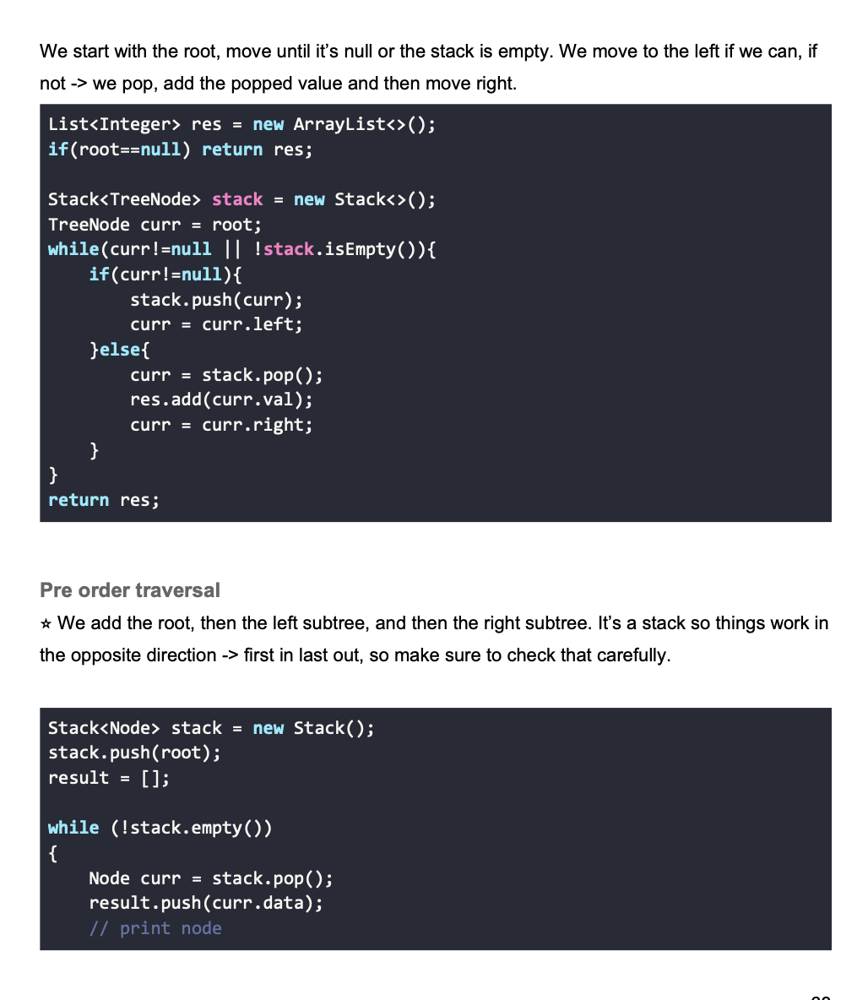 We start with the root, move until it’s null or the stack is empty. We move to the left if we can, if
not -> we pop, add the popped value and then move right.
List<Integer> res = new ArrayList<>();
if(root==null) return res;

Stack<TreeNode> stack = new Stack<>();
TreeNode curr = root;
while(curr!=null || !stack.isEmpty()){
    if(curr!=null){
        stack.push(curr);
        curr = curr.left;
    }else{
        curr = stack.pop();
        res.add(curr.val);
        curr = curr.right;
    }
}
return res;
Pre order traversal
☆ We add the root, then the left subtree, and then the right subtree. It’s a stack so things work in
the opposite direction -> first in last out, so make sure to check that carefully.
Stack<Node> stack = new Stack();
stack.push(root);
result = [];

while (!stack.empty())
{
    Node curr = stack.pop();
    result.push(curr.data);
    // print node